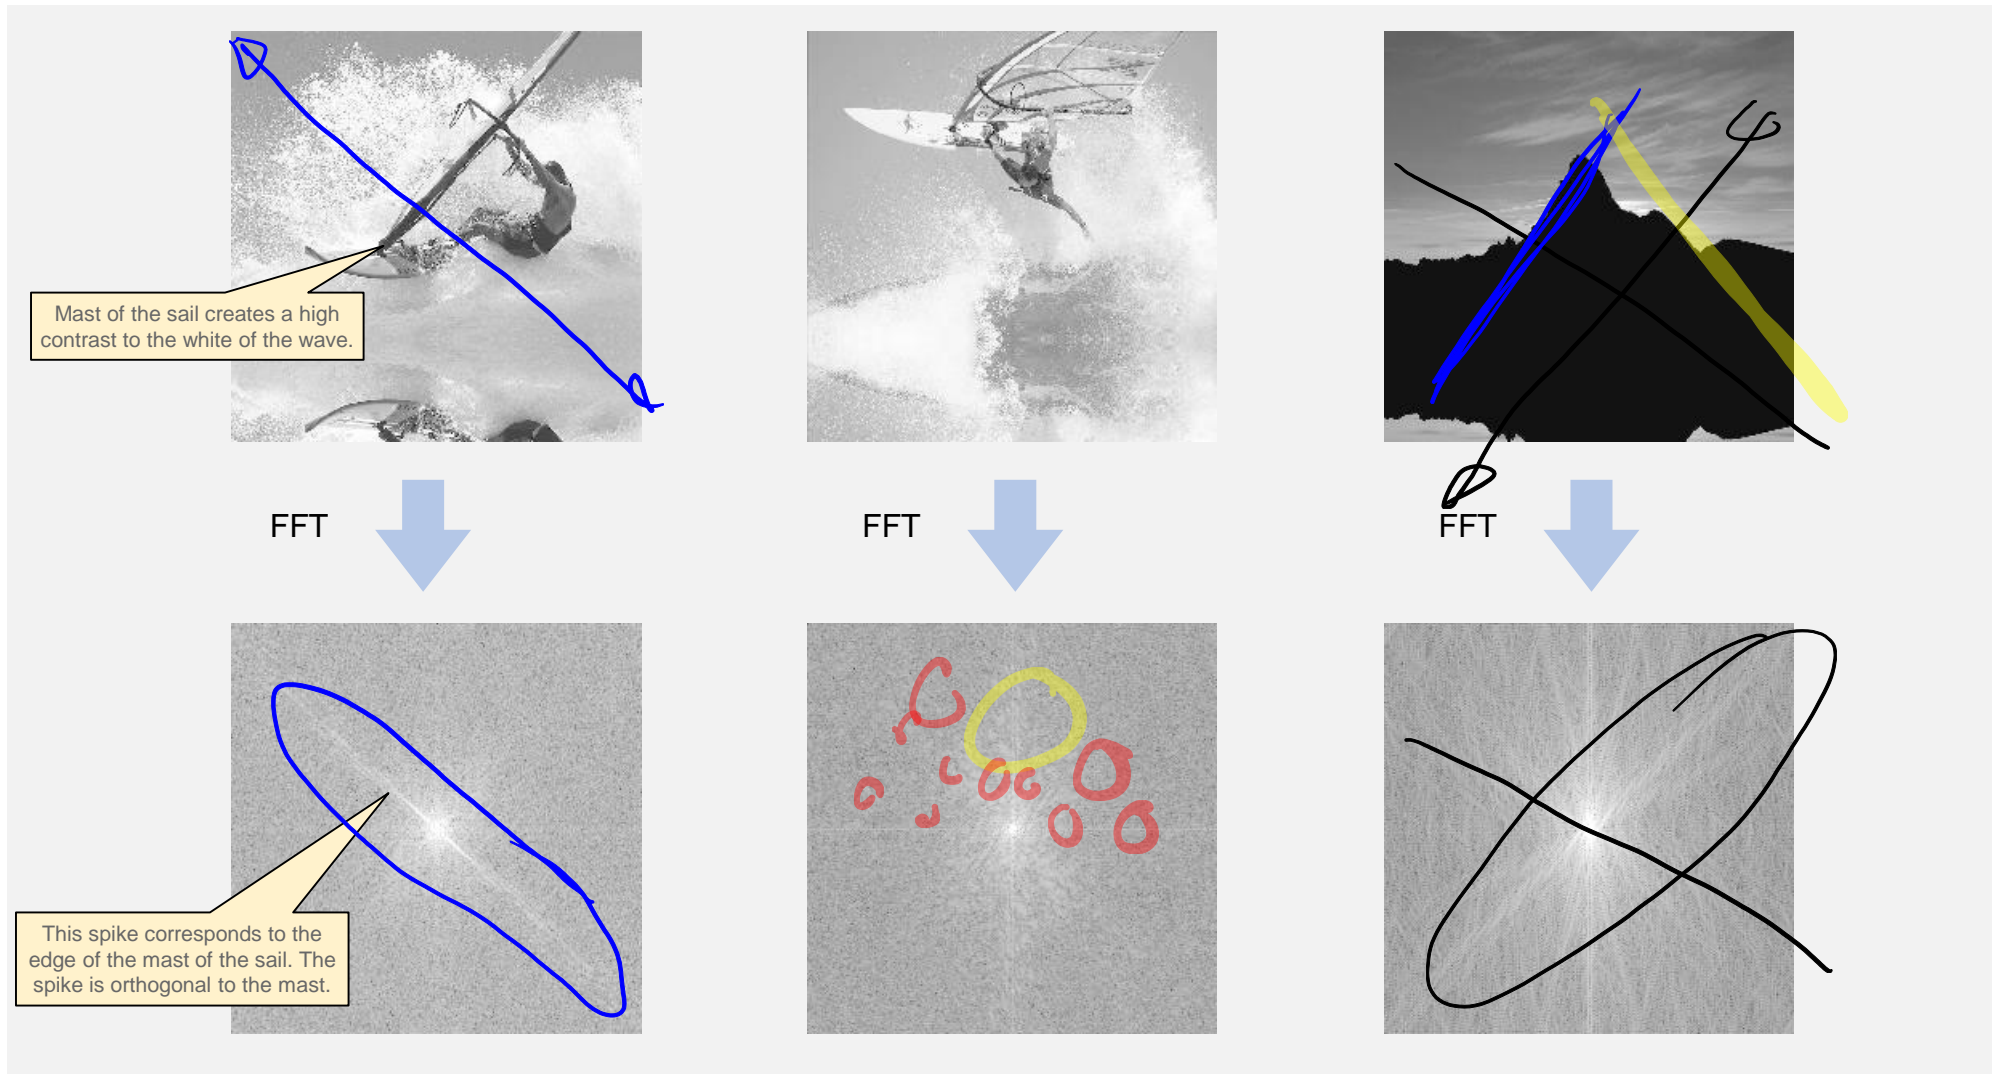 Mast of the sail creates a high
contrast to the white of the wave.
FFT
FFT
FFT
This spike corresponds to the
edge of the mast of the sail. The
spike is orthogonal to the mast.